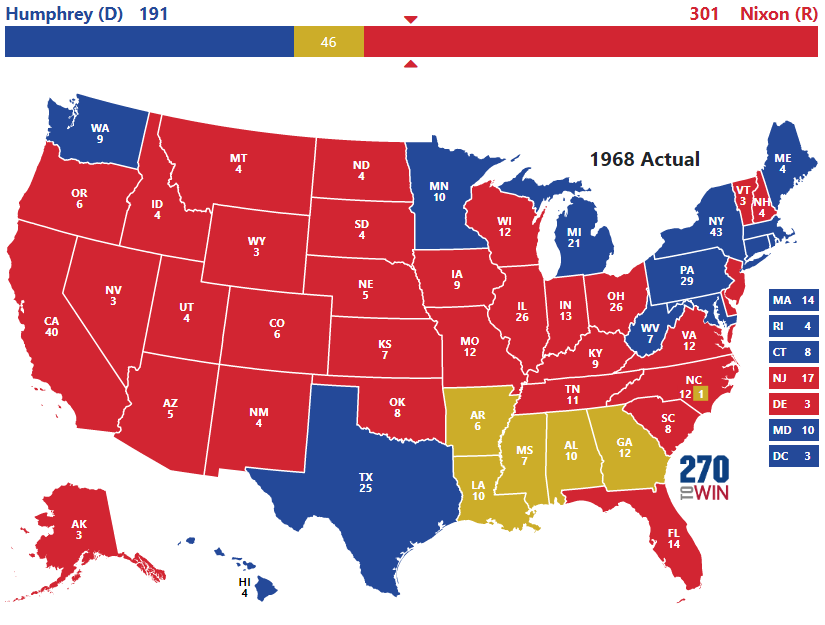 Humphrey (D) 191
301 Nixon (R)
46
1968 Actual
WA
9
OR
6
CA
40
NV
3
ID
4
MT
4
WY
3
UT
4
AZ
5
CO
6
NM
4
ND
4
SD
4
NE
5
KS
7
OK
8
TX
25
MN
10
IA
9
MO
12
AR
6
LA
10
WI
12
IL
26
MI
21
IN
13
OH
26
KY
9
TN
11
MS
7
AL
10
GA
12
FL
14
SC
8
NC
12 1
VA
12
WV
7
PA
29
NY
43
VT
3
NH
4
ME
4
MA 14
RI 4
CT 8
NJ 17
DE 3
MD 10
DC 3
AK
3
HI
4
270
TO WIN